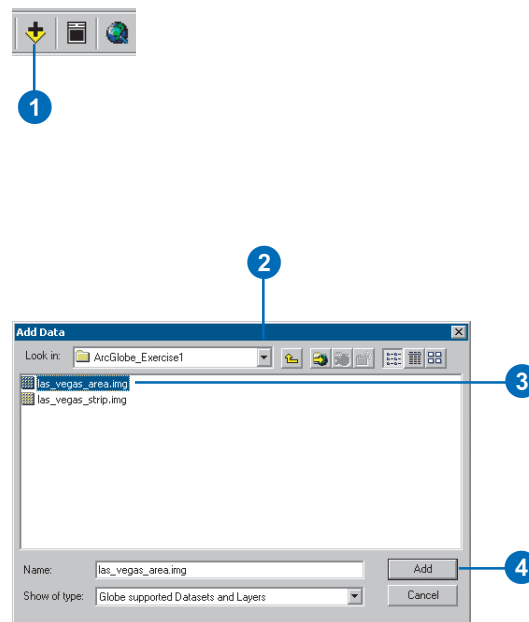 1
2
Add Data
Look in: ArcGlobe_Exercise1
las_vegas_area.img
3
las_vegas_strip.img
Name: las_vegas_area.img Add
4
Show of type: Globe supported Datasets and Layers Cancel